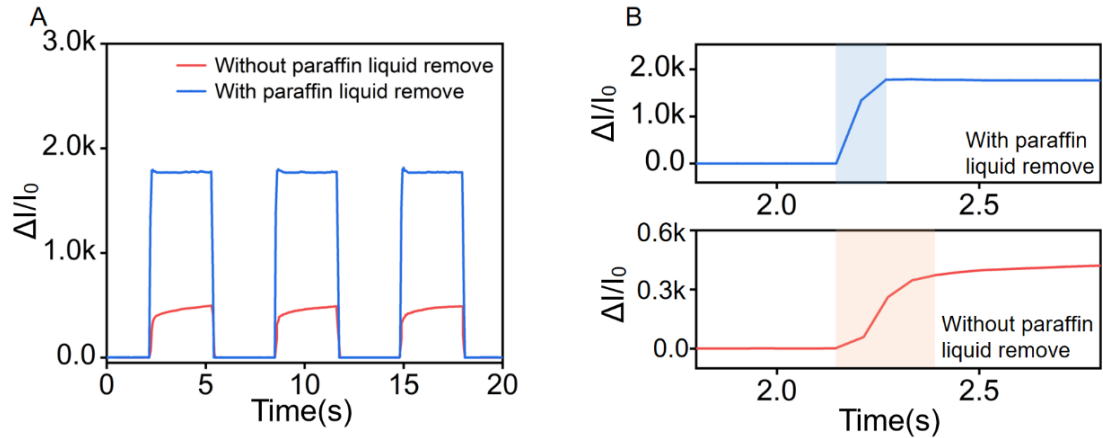 A
3.0k
2.0k
1.0k
0.0
ΔI/I₀
Without paraffin liquid remove
With paraffin liquid remove
0
5
10
15
20
Time(s)
B
2.0k
1.0k
0.0
ΔI/I₀
With paraffin
liquid remove
2.0
2.5
0.6k
0.3k
0.0
ΔI/I₀
Without paraffin
liquid remove
2.0
2.5
Time(s)